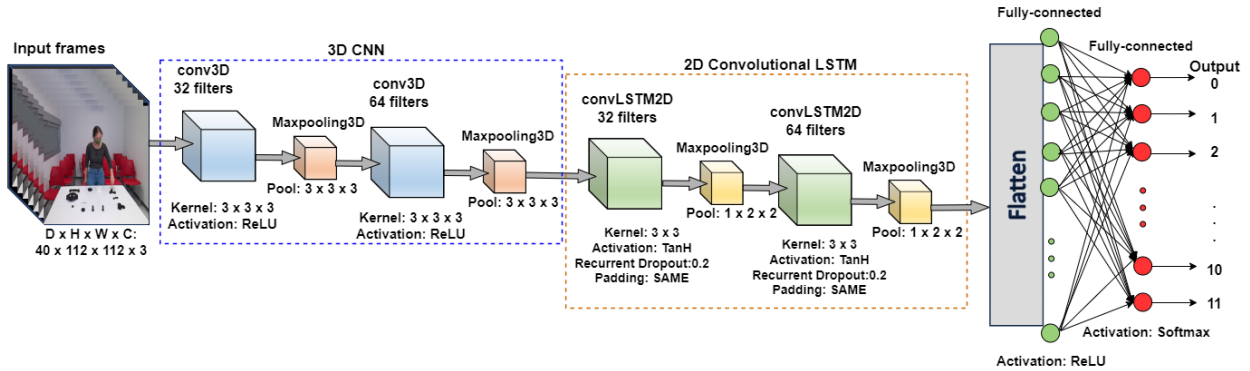 Input frames
D x H x W x C:
40 x 112 x 112 x 3
3D CNN
conv3D
32 filters
Kernel: 3 x 3 x 3
Activation: ReLU
Maxpooling3D
Pool: 3 x 3 x 3
conv3D
64 filters
Kernel: 3 x 3 x 3
Activation: ReLU
Maxpooling3D
Pool: 3 x 3 x 3
2D Convolutional LSTM
convLSTM2D
32 filters
Kernel: 3 x 3
Activation: TanH
Recurrent Dropout:0.2
Padding: SAME
Maxpooling3D
Pool: 1 x 2 x 2
convLSTM2D
64 filters
Kernel: 3 x 3
Activation: TanH
Recurrent Dropout:0.2
Padding: SAME
Maxpooling3D
Pool: 1 x 2 x 2
Flatten
Fully-connected
Activation: ReLU
Fully-connected
Activation: Softmax
Output
0
1
2
.
.
.
10
11